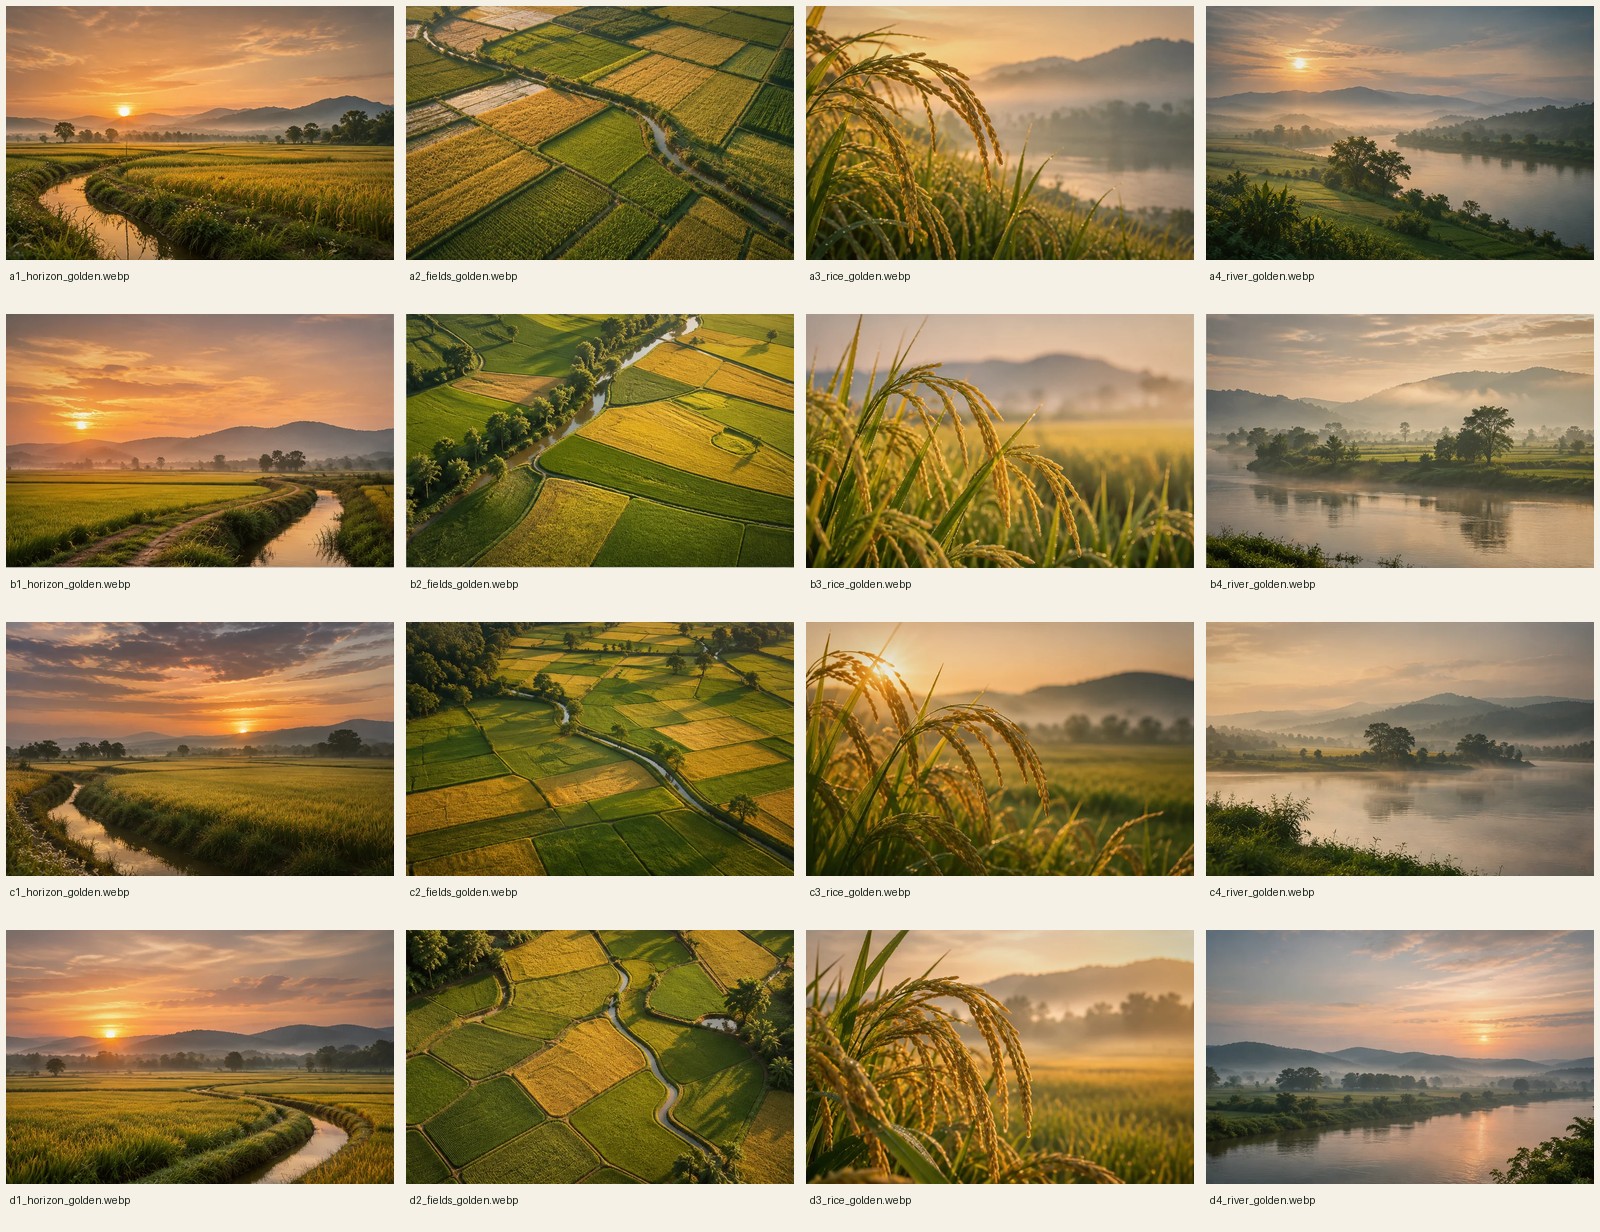 a1_horizon_golden.webp
a2_fields_golden.webp
a3_rice_golden.webp
a4_river_golden.webp
b1_horizon_golden.webp
b2_fields_golden.webp
b3_rice_golden.webp
b4_river_golden.webp
c1_horizon_golden.webp
c2_fields_golden.webp
c3_rice_golden.webp
c4_river_golden.webp
d1_horizon_golden.webp
d2_fields_golden.webp
d3_rice_golden.webp
d4_river_golden.webp